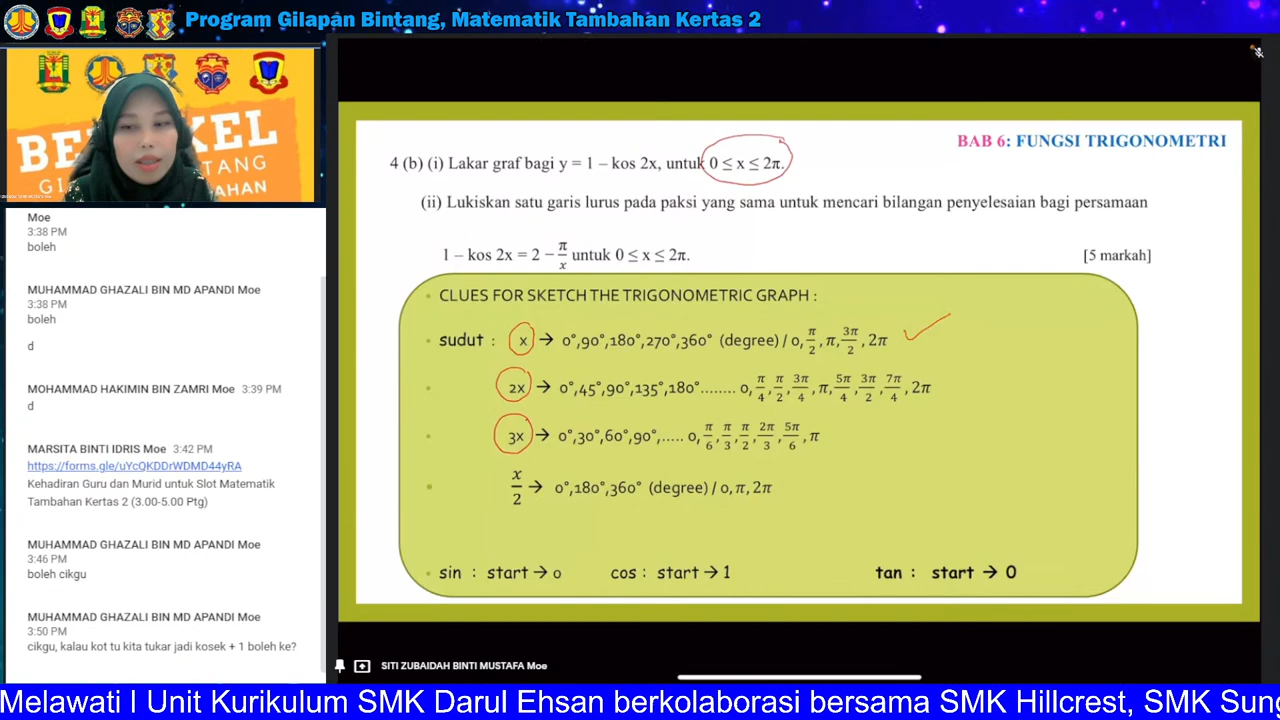 Program Gilapan Bintang, Matematik Tambahan Kertas 2
Moe
3:38 PM
boleh
MUHAMMAD GHAZALI BIN MD APANDI Moe
3:38 PM
boleh
d
MOHAMMAD HAKIMIN BIN ZAMRI Moe 3:39 PM
d
MARSITA BINTI IDRIS Moe 3:42 PM
https://forms.gle/uYcQKDDrWDMD44yRA
Kehadiran Guru dan Murid untuk Slot Matematik
Tambahan Kertas 2 (3.00-5.00 Ptg)
MUHAMMAD GHAZALI BIN MD APANDI Moe
3:46 PM
boleh cikgu
MUHAMMAD GHAZALI BIN MD APANDI Moe
3:50 PM
cikgu, kalau kot tu kita tukar jadi kosek + 1 boleh ke?
BAB 6: FUNGSI TRIGONOMETRI
4 (b) (i) Lakar graf bagi y = 1 – kos 2x, untuk 0 ≤ x ≤ 2π.
(ii) Lukiskan satu garis lurus pada paksi yang sama untuk mencari bilangan penyelesaian bagi persamaan
1 – kos 2x = 2 − π/x untuk 0 ≤ x ≤ 2π. [5 markah]
• CLUES FOR SKETCH THE TRIGONOMETRIC GRAPH :
• sudut : x → 0°,90°,180°,270°,360° (degree) / 0, π/2, π, 3π/2, 2π
• 2x → 0°,45°,90°,135°,180°........ 0, π/4, π/2, 3π/4, π, 5π/4, 3π/2, 7π/4, 2π
• 3x → 0°,30°,60°,90°,..... 0, π/6, π/3, π/2, 2π/3, 5π/6, π
• x/2 → 0°,180°,360° (degree) / 0, π, 2π
• sin : start → 0 cos : start → 1 tan : start → 0
SITI ZUBAIDAH BINTI MUSTAFA Moe
Melawati l Unit Kurikulum SMK Darul Ehsan berkolaborasi bersama SMK Hillcrest, SMK Sung